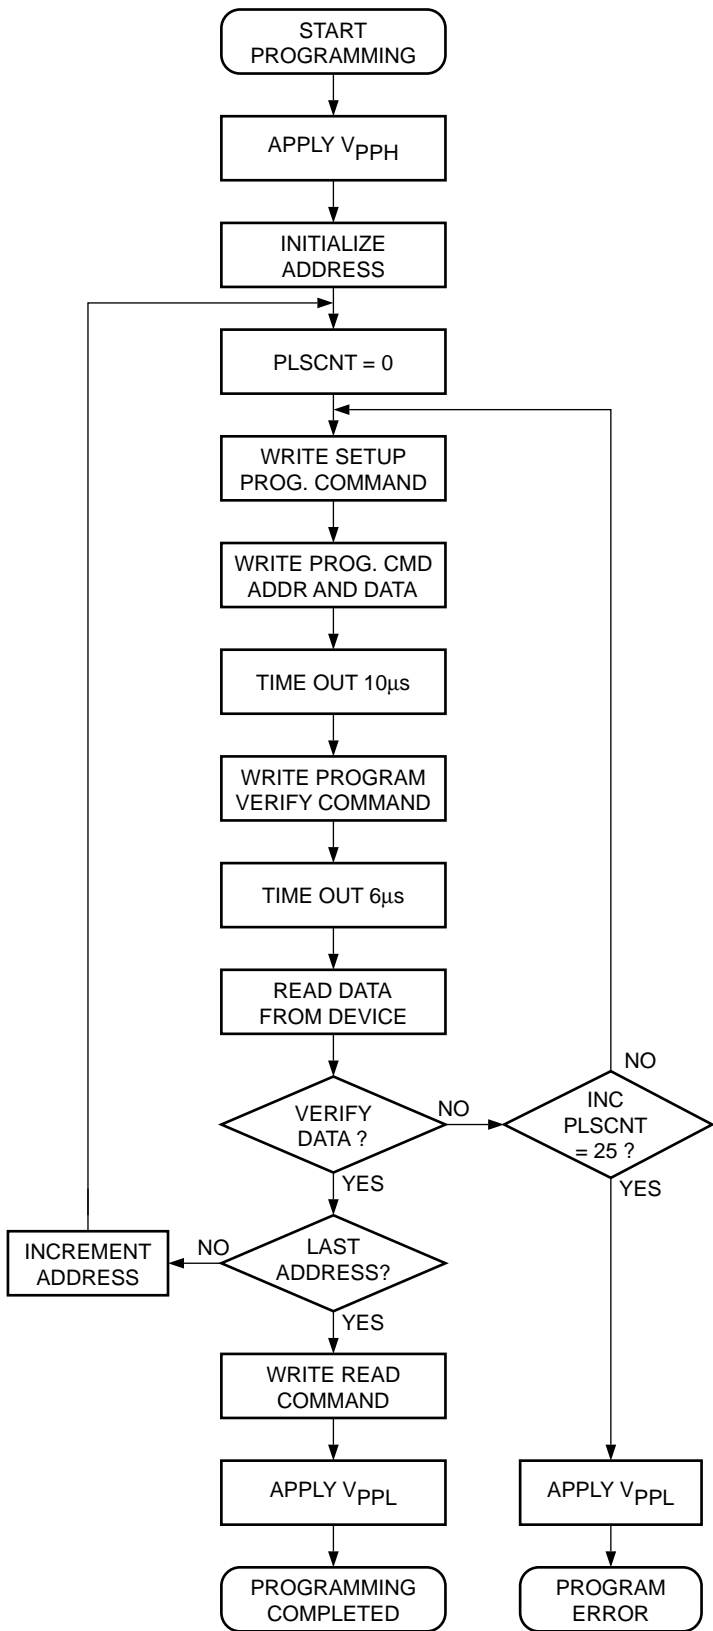 START
PROGRAMMING
APPLY VPPH
INITIALIZE
ADDRESS
PLSCNT = 0
WRITE SETUP
PROG. COMMAND
WRITE PROG. CMD
ADDR AND DATA
TIME OUT 10μs
WRITE PROGRAM
VERIFY COMMAND
TIME OUT 6μs
READ DATA
FROM DEVICE
VERIFY
DATA ?
NO
INC
PLSCNT
= 25 ?
NO
YES
YES
LAST
ADDRESS?
NO
INCREMENT
ADDRESS
YES
WRITE READ
COMMAND
APPLY VPPL
APPLY VPPL
PROGRAMMING
COMPLETED
PROGRAM
ERROR